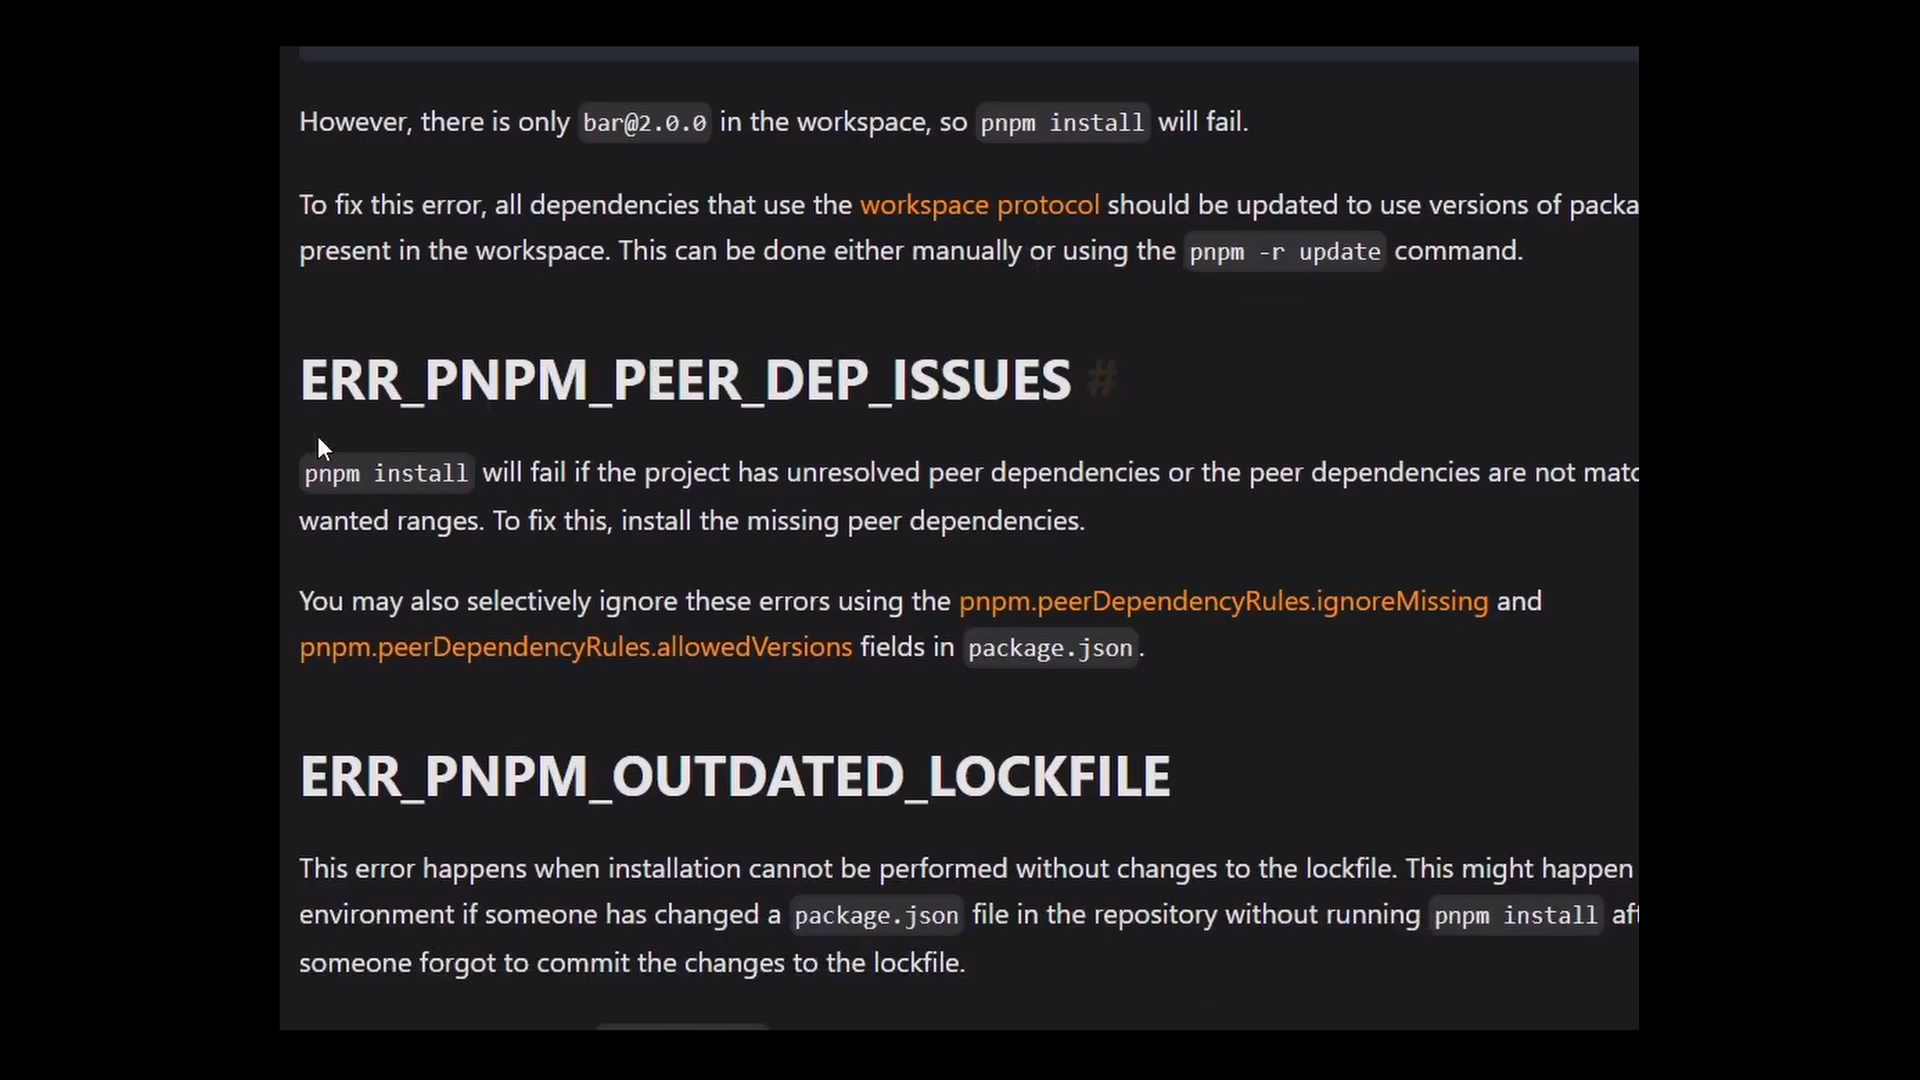 However, there is only bar@2.0.0 in the workspace, so pnpm install will fail.
To fix this error, all dependencies that use the workspace protocol should be updated to use versions of packa
present in the workspace. This can be done either manually or using the pnpm -r update command.
ERR_PNPM_PEER_DEP_ISSUES #
pnpm install will fail if the project has unresolved peer dependencies or the peer dependencies are not matc
wanted ranges. To fix this, install the missing peer dependencies.
You may also selectively ignore these errors using the pnpm.peerDependencyRules.ignoreMissing and
pnpm.peerDependencyRules.allowedVersions fields in package.json.
ERR_PNPM_OUTDATED_LOCKFILE
This error happens when installation cannot be performed without changes to the lockfile. This might happen
environment if someone has changed a package.json file in the repository without running pnpm install aft
someone forgot to commit the changes to the lockfile.